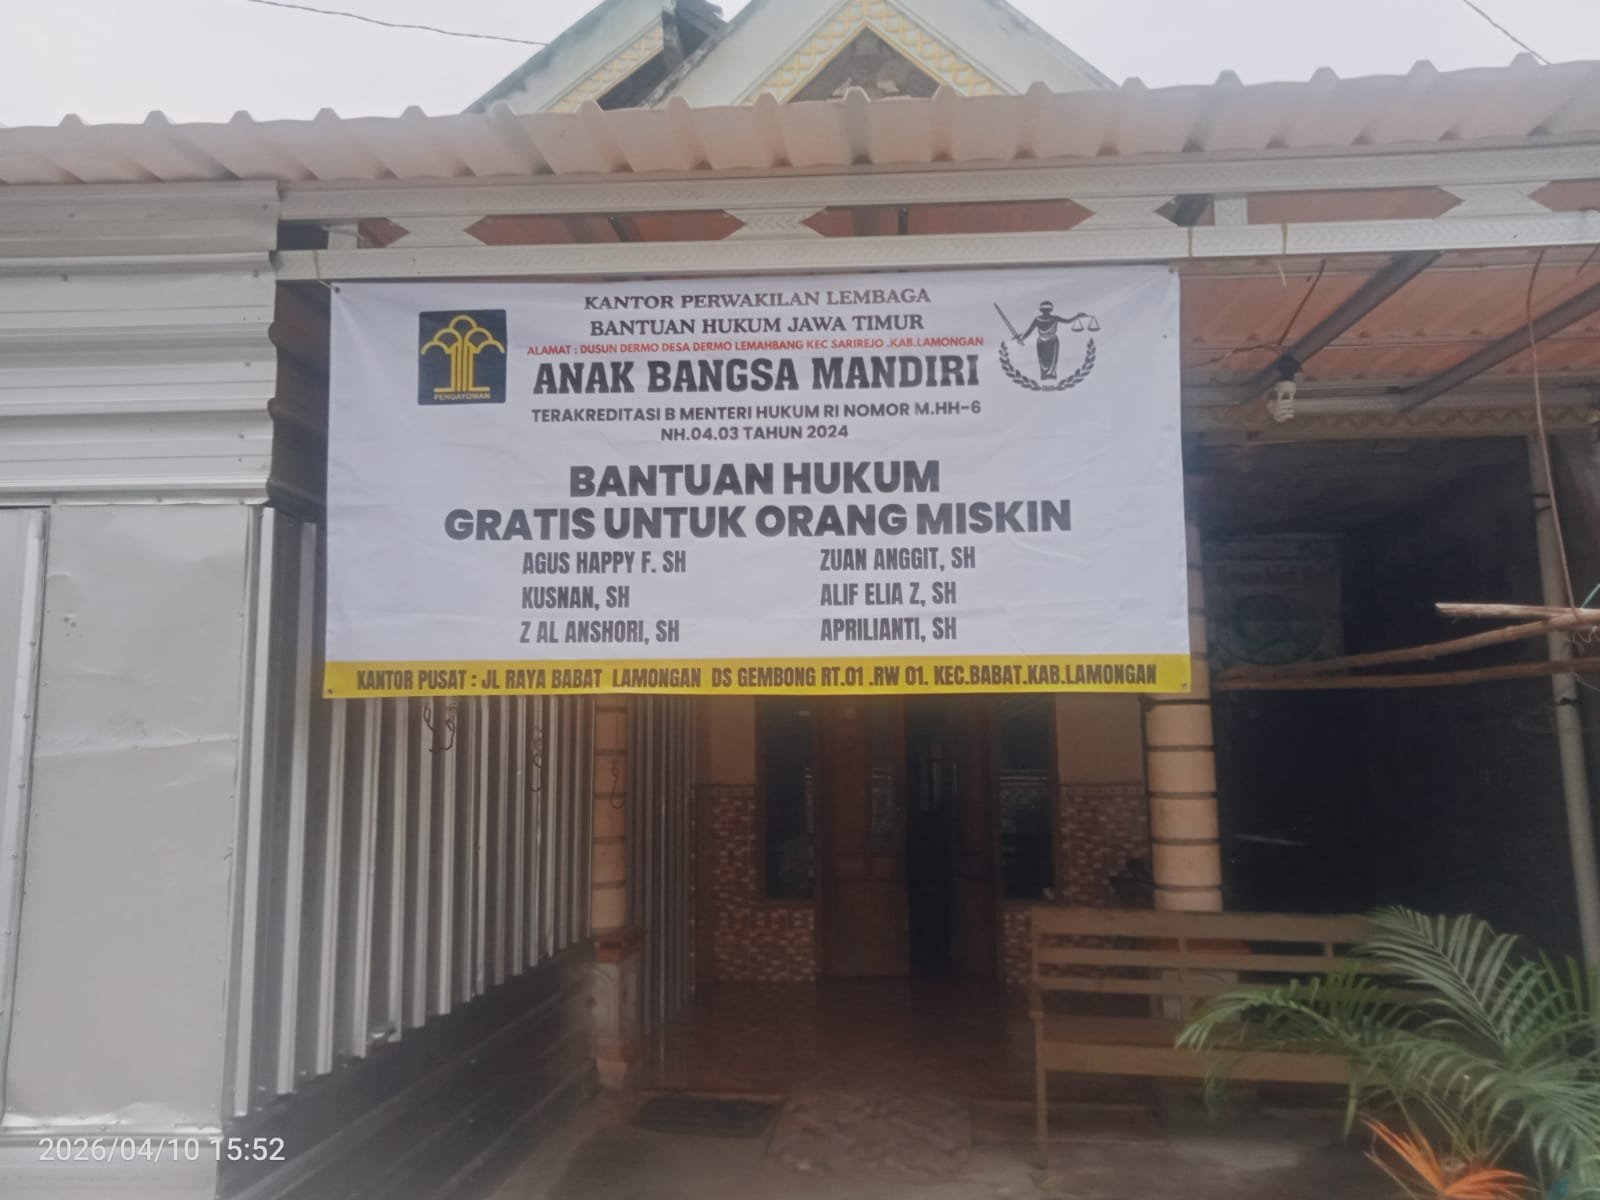 KANTOR PERWAKILAN LEMBAGA
BANTUAN HUKUM JAWA TIMUR
ALAMAT : DUSUN DERMO DESA DERMO LEMAHBANG KEC SARIREJO .KAB.LAMONGAN
ANAK BANGSA MANDIRI
PENGAYOMAN
TERAKREDITASI B MENTERI HUKUM RI NOMOR M.HH-6
NH.04.03 TAHUN 2024
BANTUAN HUKUM
GRATIS UNTUK ORANG MISKIN
AGUS HAPPY F. SH
KUSNAN, SH
Z AL ANSHORI, SH
ZUAN ANGGIT, SH
ALIF ELIA Z, SH
APRILIANTI, SH
KANTOR PUSAT : JL RAYA BABAT LAMONGAN DS GEMBONG RT.01 .RW 01. KEC.BABAT.KAB.LAMONGAN
2026/04/10 15:52